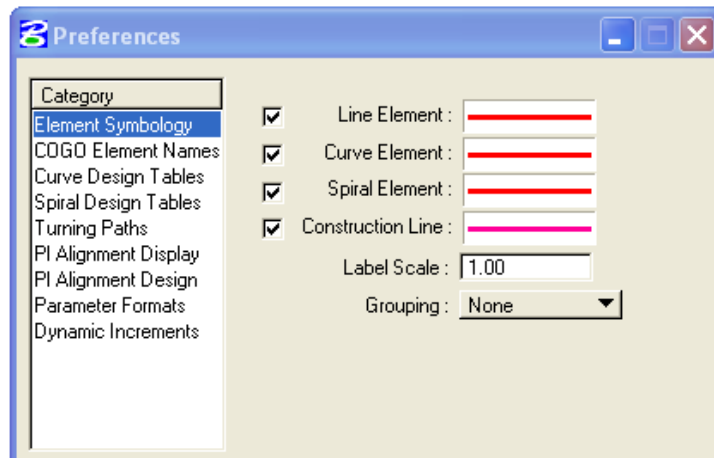 Preferences
Category
Element Symbology
COGO Element Names
Curve Design Tables
Spiral Design Tables
Turning Paths
PI Alignment Display
PI Alignment Design
Parameter Formats
Dynamic Increments
Line Element :
Curve Element :
Spiral Element :
Construction Line :
Label Scale : 1.00
Grouping : None